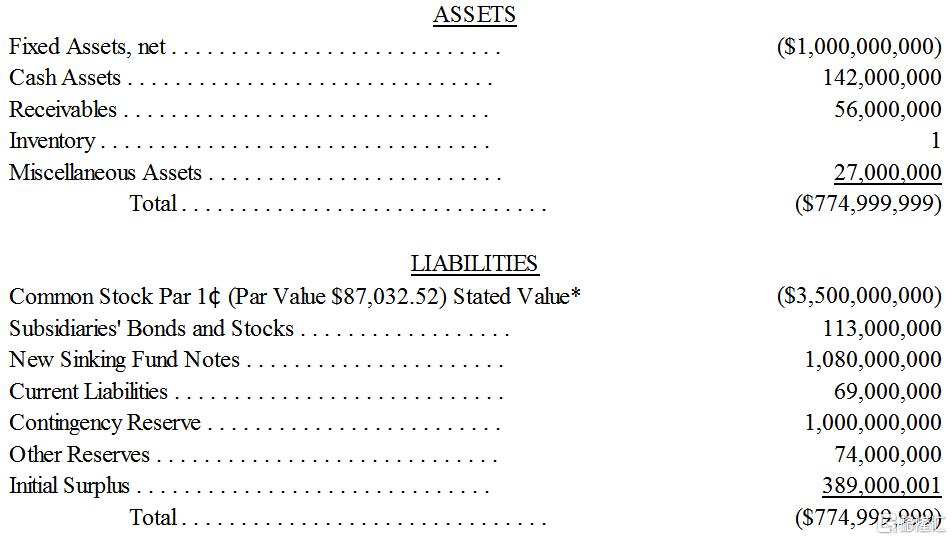 ASSETS
Fixed Assets, net . . . . . . . . . . . . . . . . . . . . . . . . . . . . . ($1,000,000,000)
Cash Assets . . . . . . . . . . . . . . . . . . . . . . . . . . . . . . . . 142,000,000
Receivables . . . . . . . . . . . . . . . . . . . . . . . . . . . . . . . . 56,000,000
Inventory . . . . . . . . . . . . . . . . . . . . . . . . . . . . . . . . . . 1
Miscellaneous Assets . . . . . . . . . . . . . . . . . . . . . . . . . . 27,000,000
Total . . . . . . . . . . . . . . . . . . . . . . . . . . . . . . . . ($774,999,999)
LIABILITIES
Common Stock Par 1¢ (Par Value $87,032.52) Stated Value* ($3,500,000,000)
Subsidiaries' Bonds and Stocks . . . . . . . . . . . . . . . . . . 113,000,000
New Sinking Fund Notes . . . . . . . . . . . . . . . . . . . . . . . 1,080,000,000
Current Liabilities . . . . . . . . . . . . . . . . . . . . . . . . . . . . . 69,000,000
Contingency Reserve . . . . . . . . . . . . . . . . . . . . . . . . . . 1,000,000,000
Other Reserves . . . . . . . . . . . . . . . . . . . . . . . . . . . . . . 74,000,000
Initial Surplus . . . . . . . . . . . . . . . . . . . . . . . . . . . . . . . 389,000,001
Total . . . . . . . . . . . . . . . . . . . . . . . . . . . . . . . . ($774,999,999)